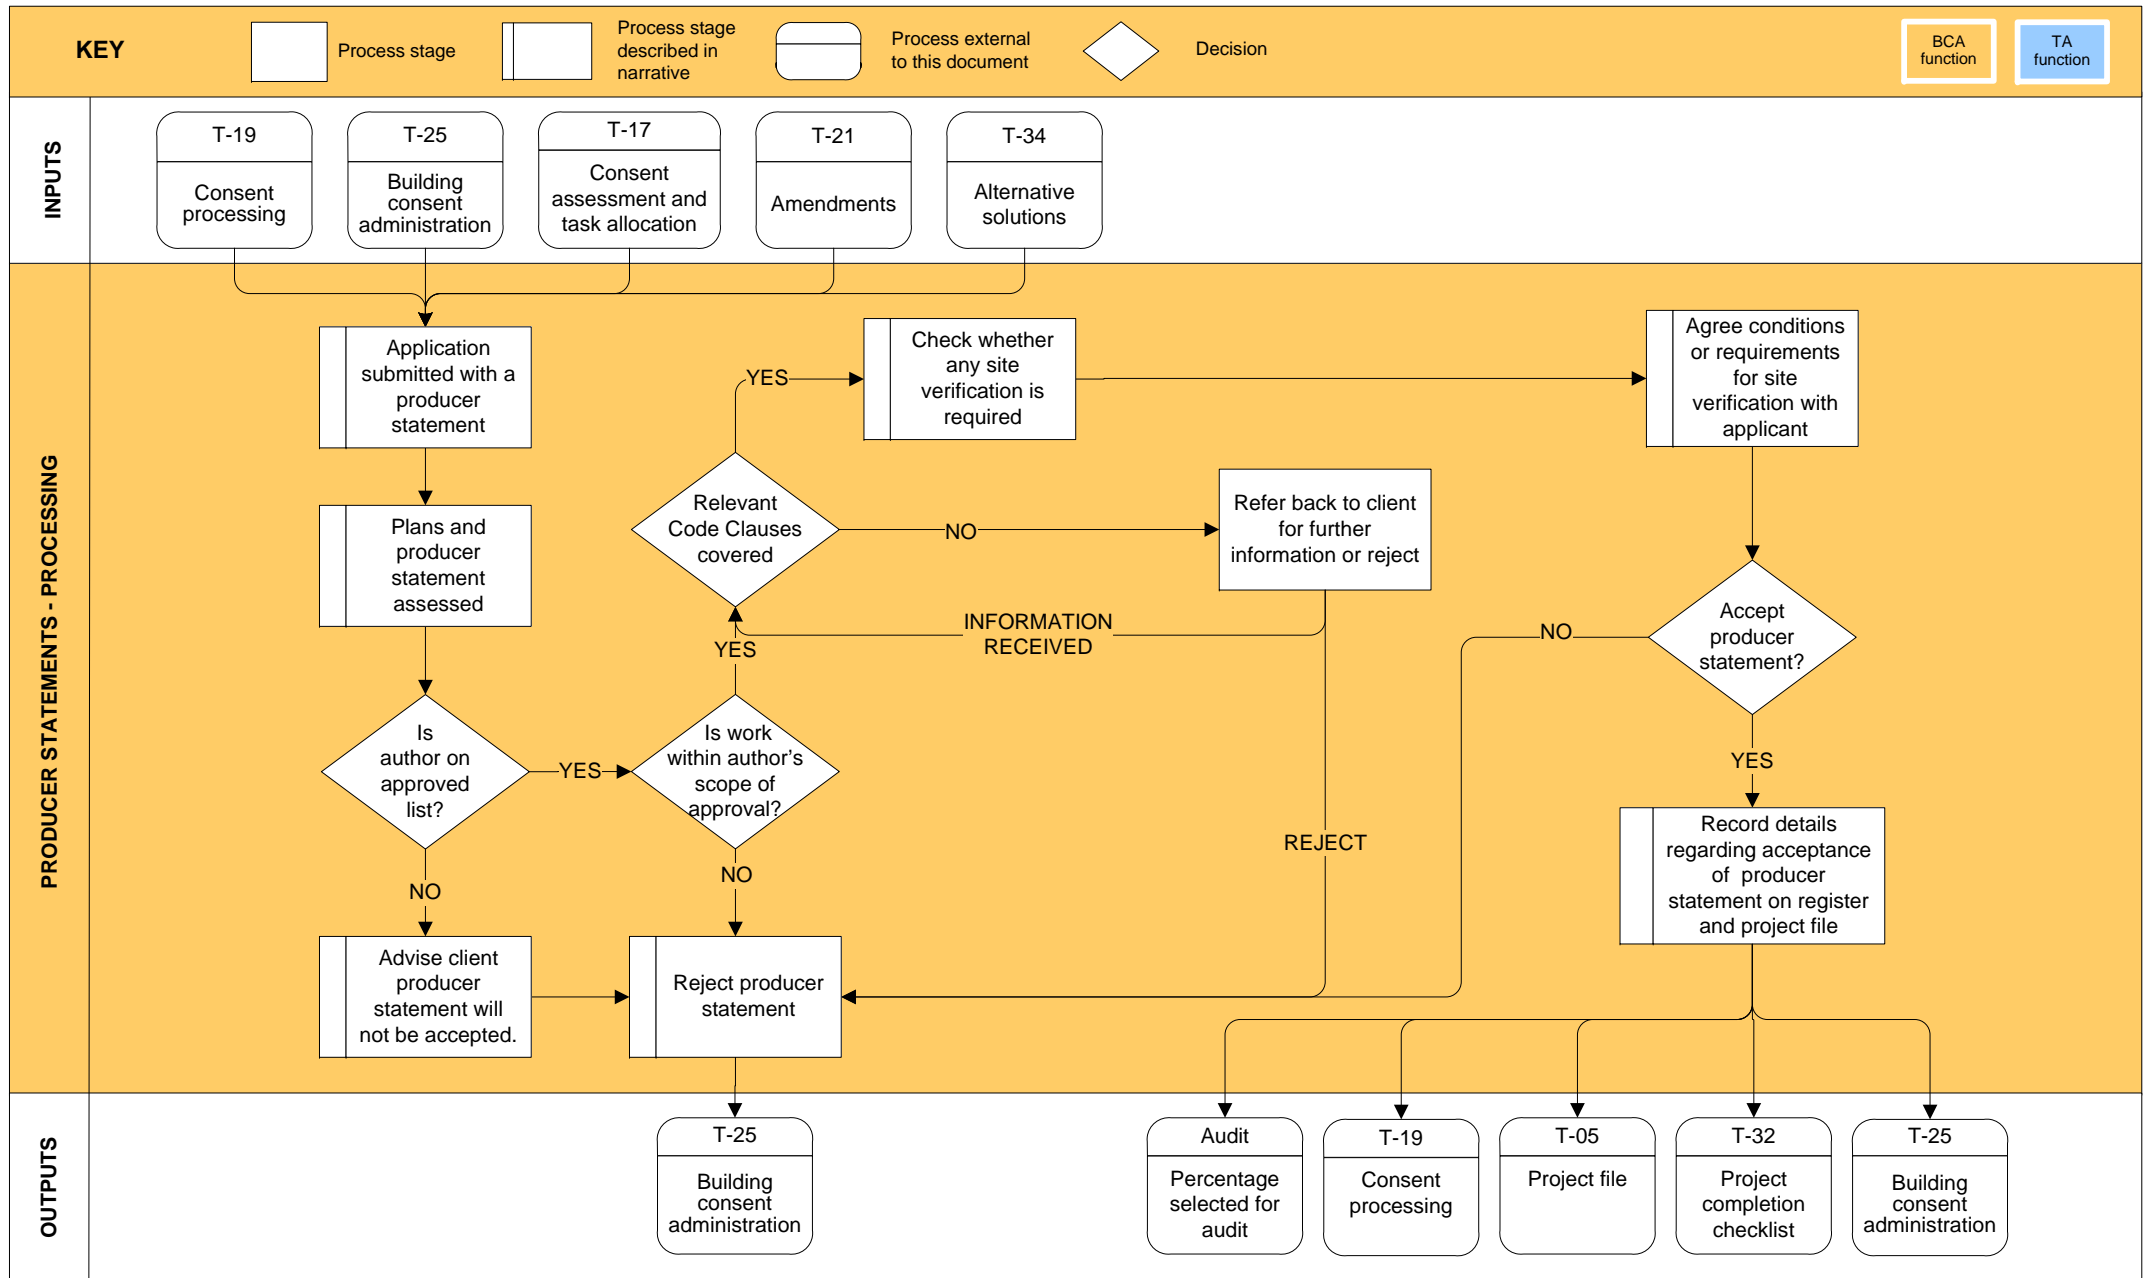 KEY
Process stage
Process stage
described in
narrative
Process external
to this document
Decision
BCA
function
TA
function
INPUTS
T-19
Consent
processing
T-25
Building
consent
administration
T-17
Consent
assessment and
task allocation
T-21
Amendments
T-34
Alternative
solutions
PRODUCER STATEMENTS - PROCESSING
Application
submitted with a
producer
statement
Check whether
any site
verification is
required
Agree conditions
or requirements
for site
verification with
applicant
YES
Plans and
producer
statement
assessed
Relevant
Code Clauses
covered
NO
Refer back to client
for further
information or reject
INFORMATION
RECEIVED
YES
NO
Accept
producer
statement?
Is
author on
approved
list?
YES
Is work
within author's
scope of
approval?
YES
REJECT
Record details
regarding acceptance
of producer
statement on register
and project file
NO
NO
Advise client
producer
statement will
not be accepted.
Reject producer
statement
OUTPUTS
T-25
Building
consent
administration
Audit
Percentage
selected for
audit
T-19
Consent
processing
T-05
Project file
T-32
Project
completion
checklist
T-25
Building
consent
administration